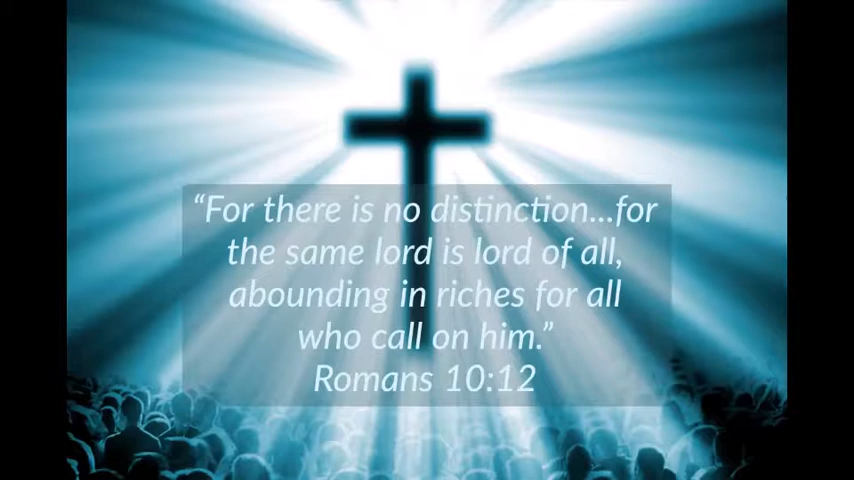 “For there is no distinction...for
the same lord is lord of all,
abounding in riches for all
who call on him.”
Romans 10:12